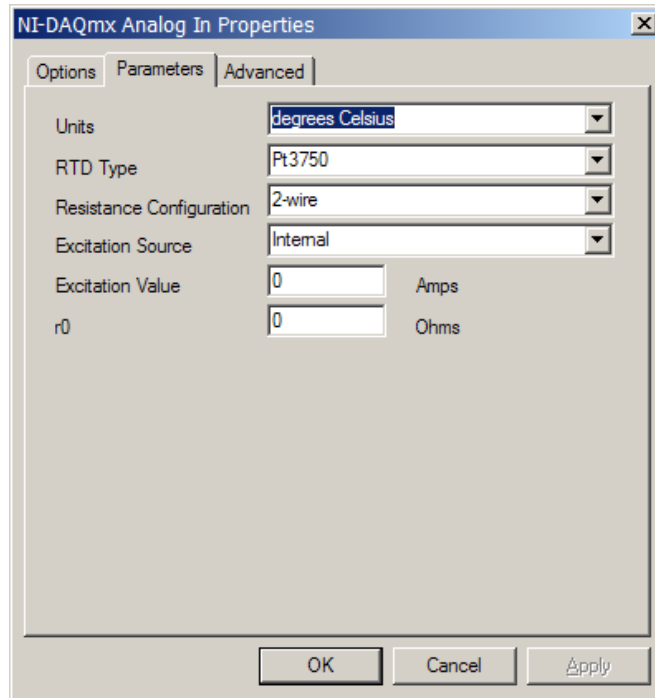 NI-DAQmx Analog In Properties
Options Parameters Advanced
Units degrees Celsius
RTD Type Pt3750
Resistance Configuration 2-wire
Excitation Source Internal
Excitation Value 0 Amps
r0 0 Ohms
OK Cancel Apply